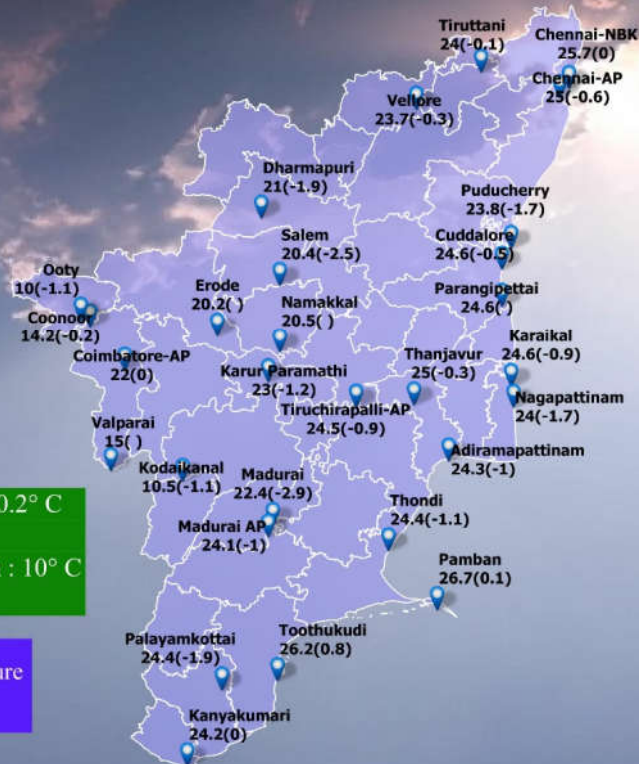 Tiruttani
24(-0.1)
Chennai-NBK
25.7(0)
Chennai-AP
25(-0.6)
Vellore
23.7(-0.3)
Dharmapuri
21(-1.9)
Puducherry
23.8(-1.7)
Salem
20.4(-2.5)
Cuddalore
24.6(-0.5)
Ooty
10(-1.1)
Erode
20.2( )
Namakkal
20.5( )
Parangipettai
24.6( )
Coonoor
14.2(-0.2)
Karaikal
24.6(-0.9)
Coimbatore-AP
22(0)
Karur Paramathi
23(-1.2)
Thanjavur
25(-0.3)
Nagapattinam
24(-1.7)
Tiruchirapalli-AP
24.5(-0.9)
Valparai
15( )
Adiramapattinam
24.3(-1)
Kodaikanal
10.5(-1.1)
Madurai
22.4(-2.9)
Thondi
24.4(-1.1)
Madurai AP
24.1(-1)
0.2° C
: 10° C
Pamban
26.7(0.1)
Palayamkottai
24.4(-1.9)
Toothukudi
26.2(0.8)
ure
Kanyakumari
24.2(0)